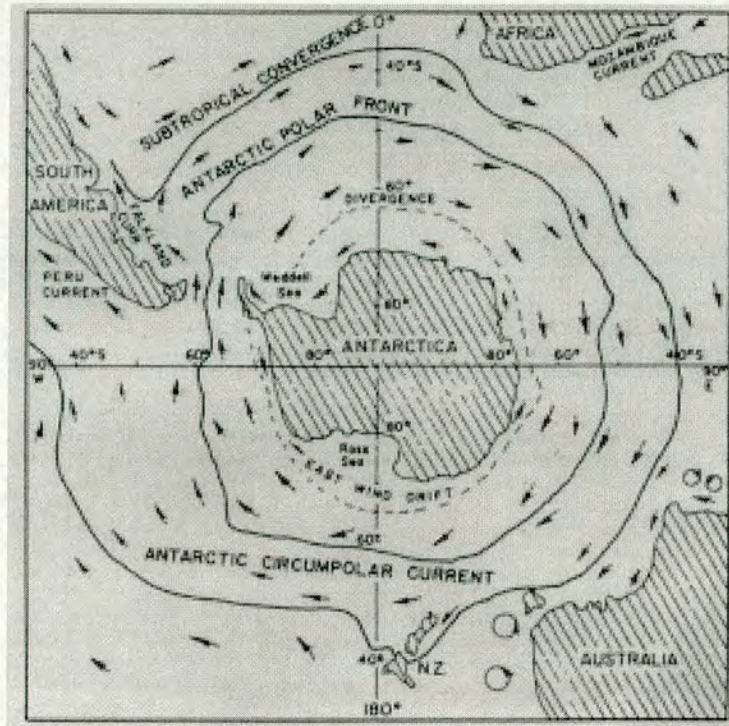 0°
AFRICA
MOZAMBIQUE
CURRENT
SUBTROPICAL CONVERGENCE
40°S
ANTARCTIC POLAR FRONT
SOUTH
AMERICA
FALKLAND
CURR.
60°
DIVERGENCE
PERU
CURRENT
Weddell
Sea
80°
ANTARCTICA
90°
W
40°S
60°
80°
80°
60°
40°S
90°
E
80°
Ross
Sea
EAST WIND DRIFT
60°
ANTARCTIC CIRCUMPOLAR CURRENT
40°
N.Z.
AUSTRALIA
180°